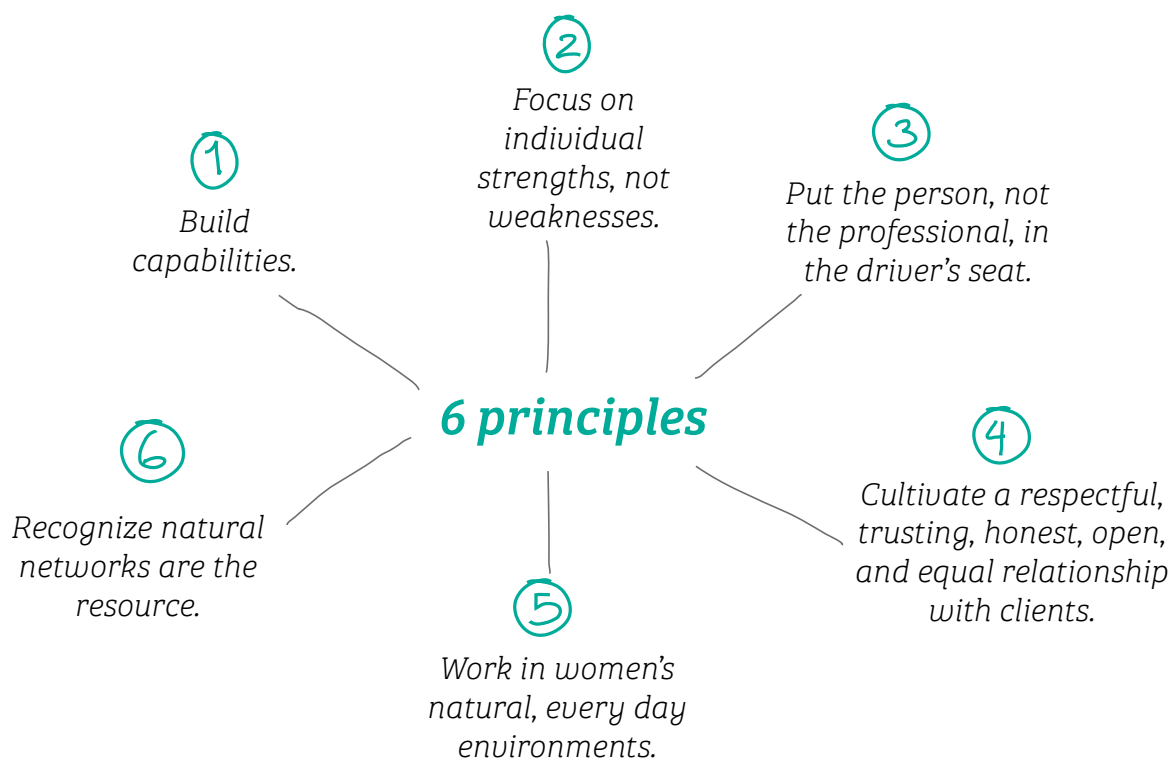 1
Build
capabilities.
2
Focus on
individual
strengths, not
weaknesses.
3
Put the person, not
the professional, in
the driver's seat.
6 principles
4
Cultivate a respectful,
trusting, honest, open,
and equal relationship
with clients.
5
Work in women's
natural, every day
environments.
6
Recognize natural
networks are the
resource.